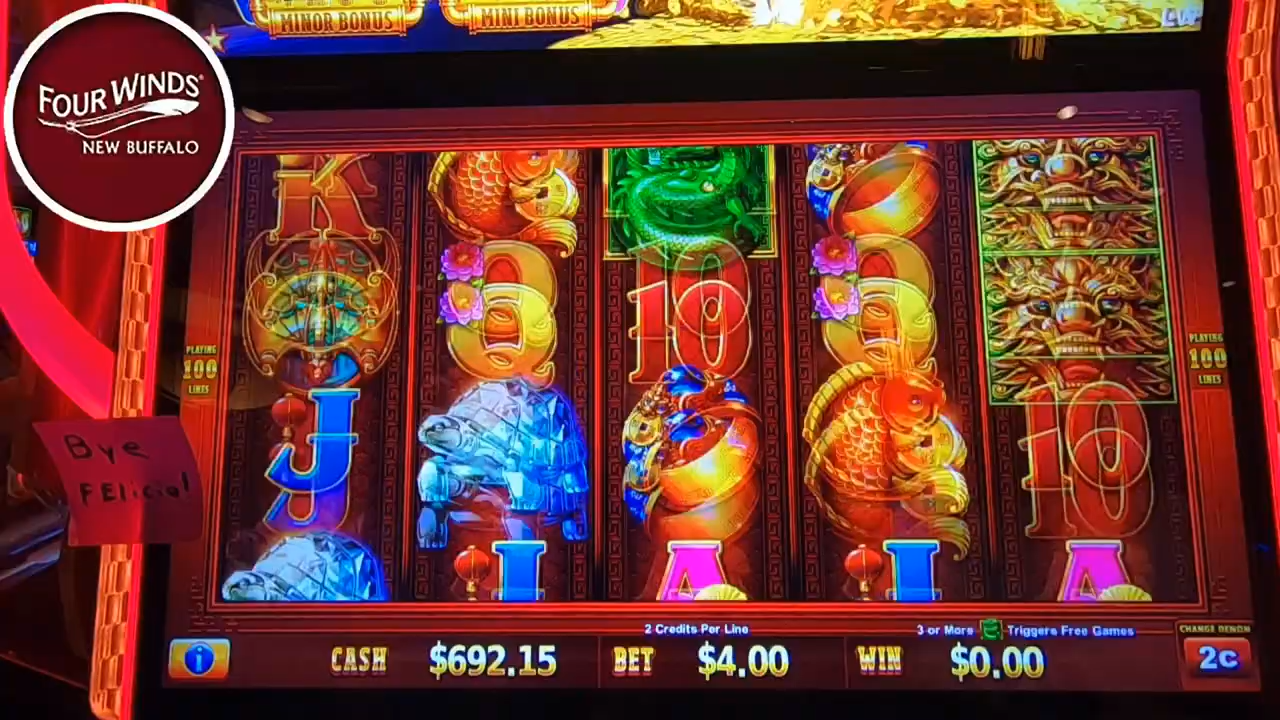 MINOR BONUS
MINI BONUS
FOUR WINDS®
NEW BUFFALO
K
Q
10
Q
PLAYING
100
LINES
PLAYING
100
LINES
J
10
Bye
FElicia!
J
A
J
A
2 Credits Per Line
3 or More
Triggers Free Games
CHANGE DENOM
CASH
$692.15
BET
$4.00
WIN
$0.00
2¢